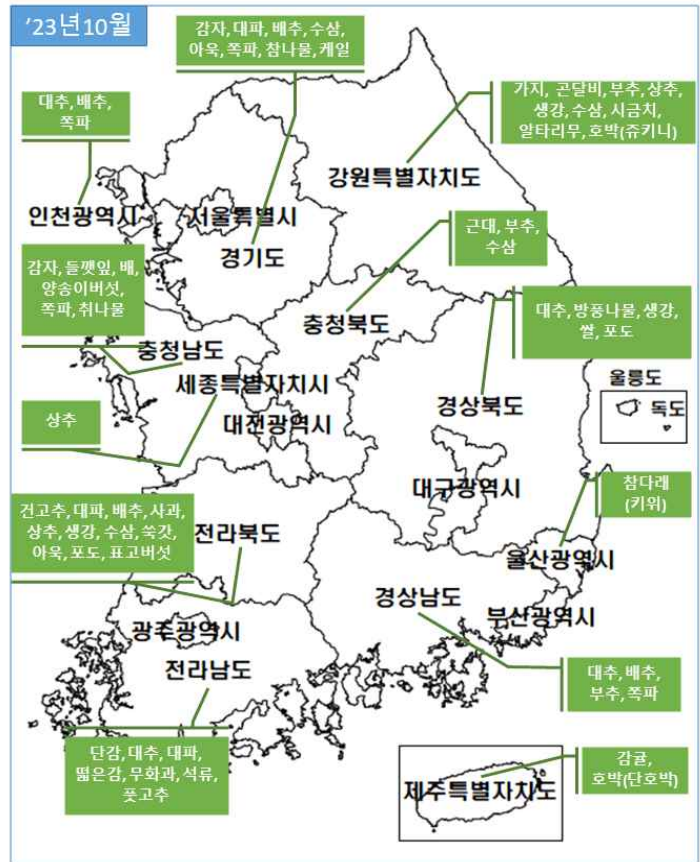 '23년10월
감자, 대파, 배추, 수삼,
아욱, 쪽파, 참나물, 케일
가지, 곤달비, 부추, 상추,
생강, 수삼, 시금치,
알타리무, 호박(쥬키니)
대추, 배추,
쪽파
강원특별자치도
인천광역시
서울특별시
경기도
근대, 부추,
수삼
감자, 들깻잎, 배,
양송이버섯,
쪽파, 취나물
대추, 방풍나물, 생강,
쌀, 포도
충청북도
충청남도
세종특별자치시
대전광역시
경상북도
울릉도
독도
상추
대구광역시
참다래
(키위)
건고추, 대파, 배추, 사과,
상추, 생강, 수삼, 쑥갓,
아욱, 포도, 표고버섯
전라북도
울산광역시
경상남도
부산광역시
광주광역시
전라남도
대추, 배추,
부추, 쪽파
단감, 대추, 대파,
떫은감, 무화과, 석류,
풋고추
제주특별자치도
감귤,
호박(단호박)